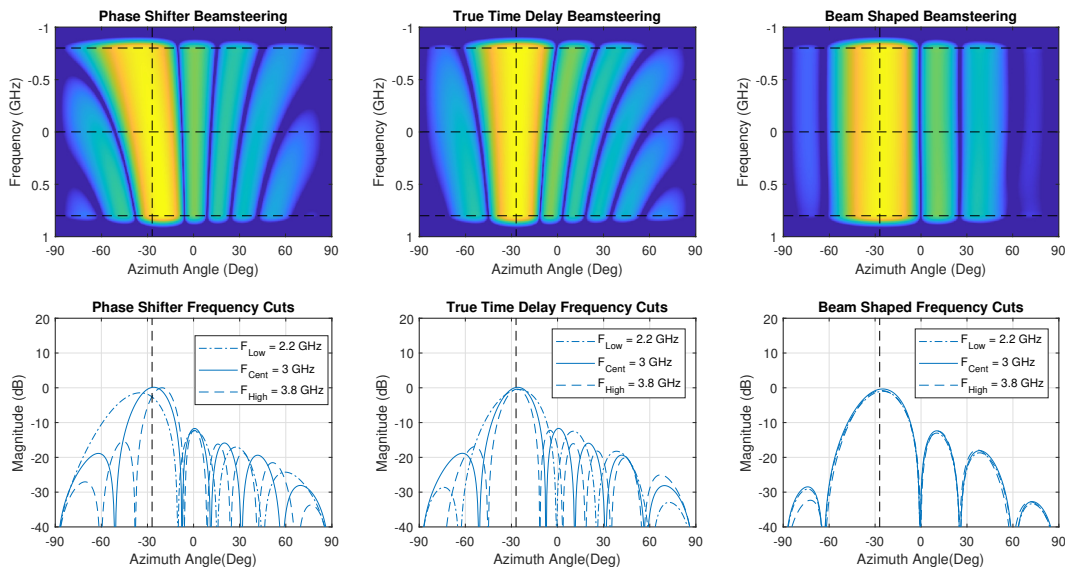 Phase Shifter Beamsteering
-1
-0.5
0
0.5
1
Frequency (GHz)
-90 -60 -30 0 30 60 90
Azimuth Angle (Deg)
True Time Delay Beamsteering
-1
-0.5
0
0.5
1
Frequency (GHz)
-90 -60 -30 0 30 60 90
Azimuth Angle (Deg)
Beam Shaped Beamsteering
-1
-0.5
0
0.5
1
Frequency (GHz)
-90 -60 -30 0 30 60 90
Azimuth Angle (Deg)
Phase Shifter Frequency Cuts
20
10
0
-10
-20
-30
-40
Magnitude (dB)
F_Low = 2.2 GHz
F_Cent = 3 GHz
F_High = 3.8 GHz
-90 -60 -30 0 30 60 90
Azimuth Angle(Deg)
True Time Delay Frequency Cuts
20
10
0
-10
-20
-30
-40
Magnitude (dB)
F_Low = 2.2 GHz
F_Cent = 3 GHz
F_High = 3.8 GHz
-90 -60 -30 0 30 60 90
Azimuth Angle(Deg)
Beam Shaped Frequency Cuts
20
10
0
-10
-20
-30
-40
Magnitude (dB)
F_Low = 2.2 GHz
F_Cent = 3 GHz
F_High = 3.8 GHz
-90 -60 -30 0 30 60 90
Azimuth Angle(Deg)